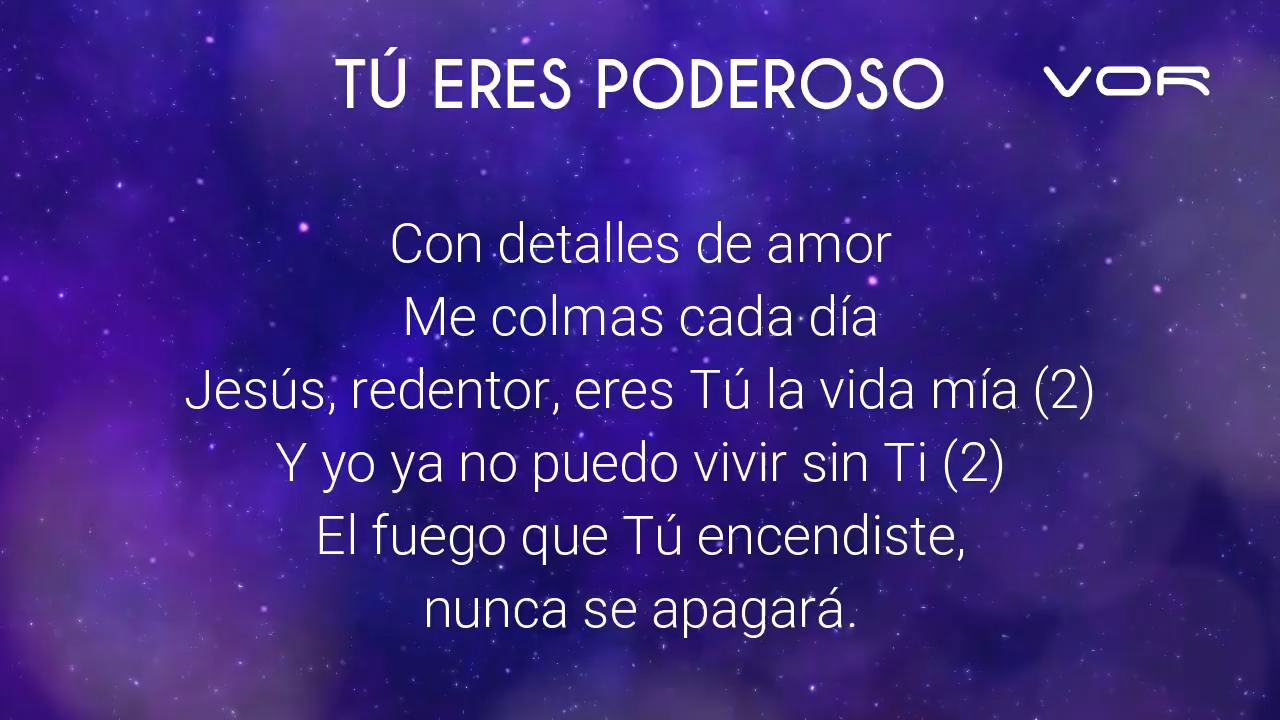 TÚ ERES PODEROSO
VOR
Con detalles de amor
Me colmas cada día
Jesús, redentor, eres Tú la vida mía (2)
Y yo ya no puedo vivir sin Ti (2)
El fuego que Tú encendiste,
nunca se apagará.